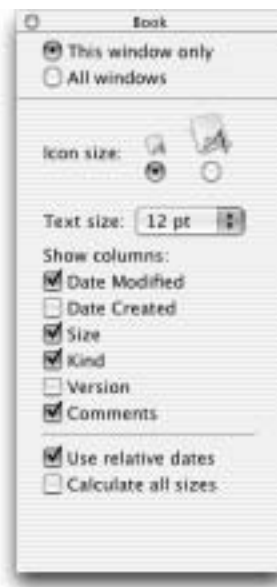 Book
This window only
All windows
Icon size:
Text size: 12 pt
Show columns:
Date Modified
Date Created
Size
Kind
Version
Comments
Use relative dates
Calculate all sizes